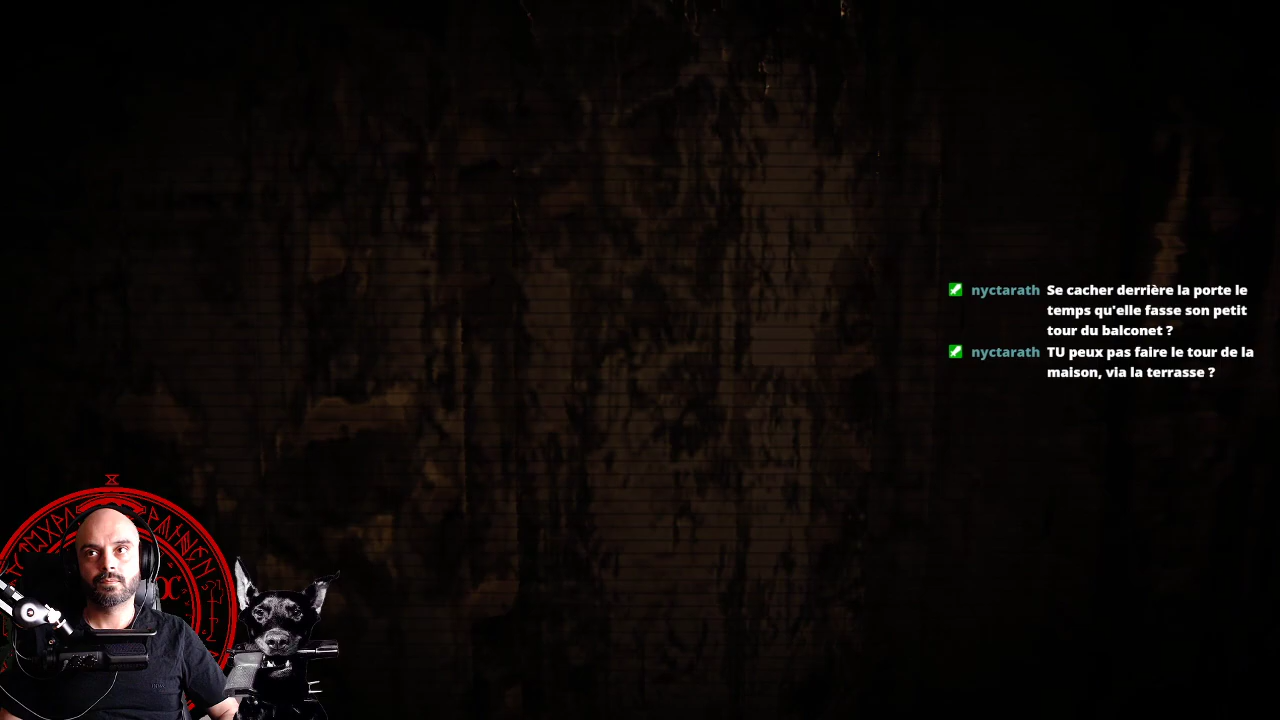 nyctarath Se cacher derrière la porte le
temps qu'elle fasse son petit
tour du balconet ?
nyctarath TU peux pas faire le tour de la
maison, via la terrasse ?